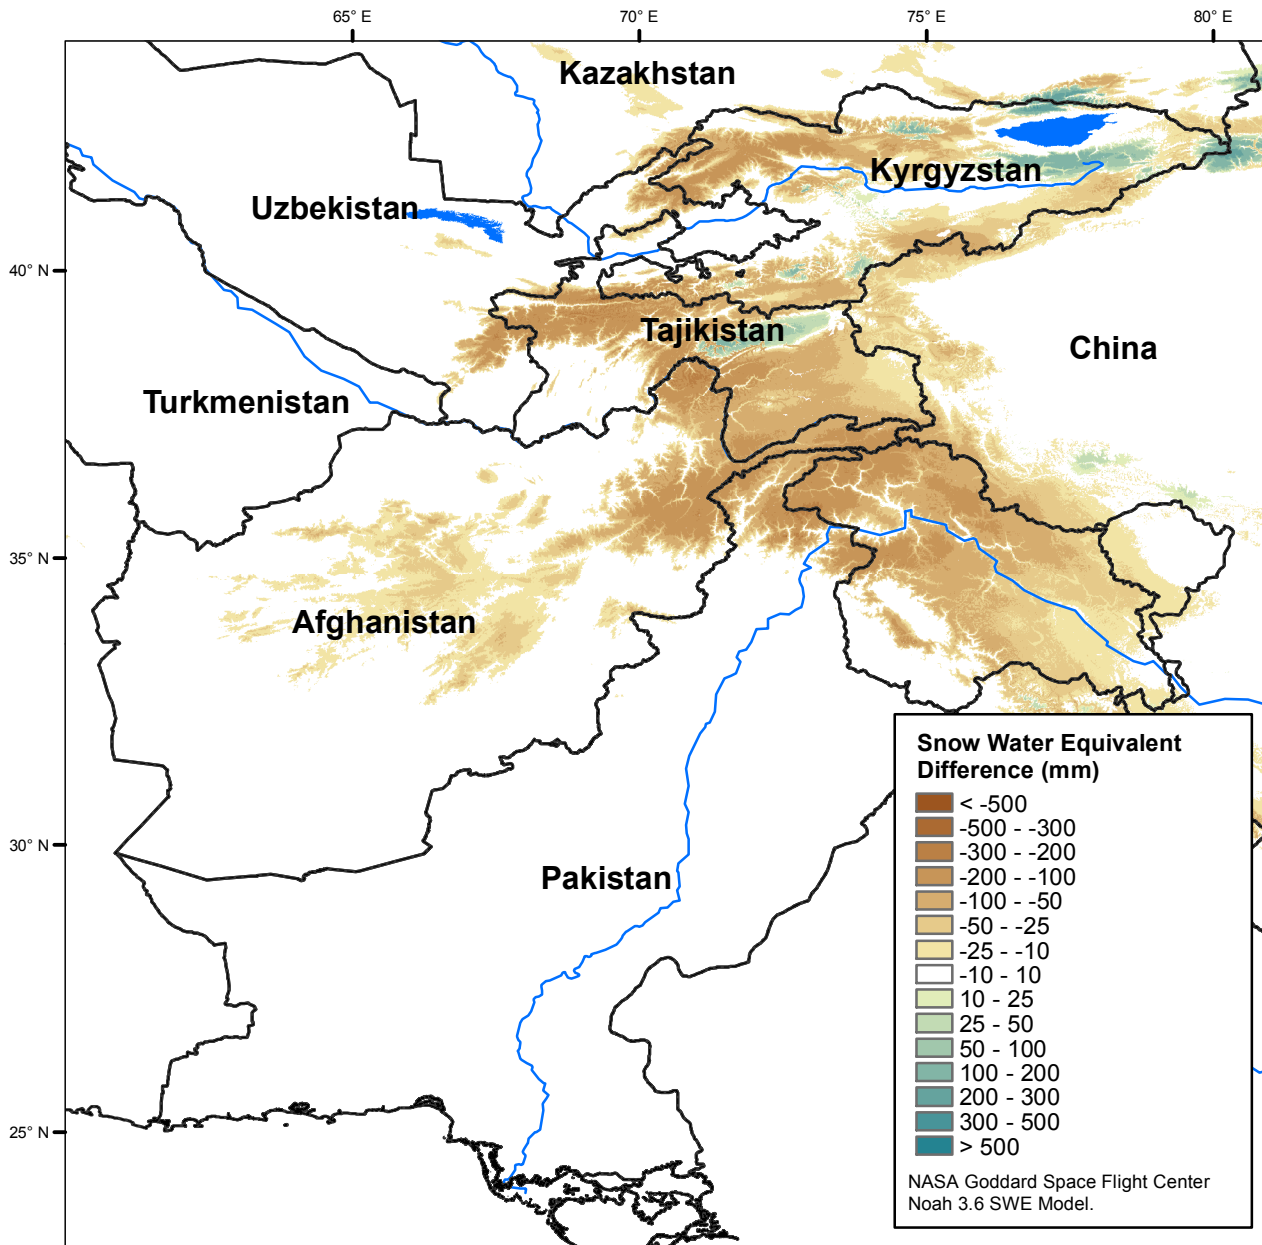 65° E
70° E
75° E
80° E
Kazakhstan
Kyrgyzstan
Uzbekistan
40° N
Tajikistan
China
Turkmenistan
35° N
Afghanistan
Snow Water Equivalent
Difference (mm)
< -500
-500 - -300
-300 - -200
-200 - -100
-100 - -50
-50 - -25
-25 - -10
-10 - 10
10 - 25
25 - 50
50 - 100
100 - 200
200 - 300
300 - 500
> 500
NASA Goddard Space Flight Center
Noah 3.6 SWE Model.
30° N
Pakistan
25° N